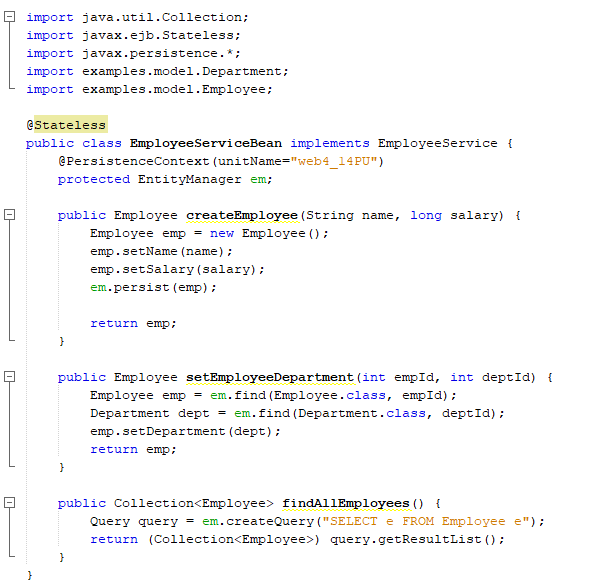 import java.util.Collection;
import javax.ejb.Stateless;
import javax.persistence.*;
import examples.model.Department;
import examples.model.Employee;

@Stateless
public class EmployeeServiceBean implements EmployeeService {
    @PersistenceContext(unitName="web4_14PU")
    protected EntityManager em;

    public Employee createEmployee(String name, long salary) {
        Employee emp = new Employee();
        emp.setName(name);
        emp.setSalary(salary);
        em.persist(emp);

        return emp;
    }

    public Employee setEmployeeDepartment(int empId, int deptId) {
        Employee emp = em.find(Employee.class, empId);
        Department dept = em.find(Department.class, deptId);
        emp.setDepartment(dept);
        return emp;
    }

    public Collection<Employee> findAllEmployees() {
        Query query = em.createQuery("SELECT e FROM Employee e");
        return (Collection<Employee>) query.getResultList();
    }
}